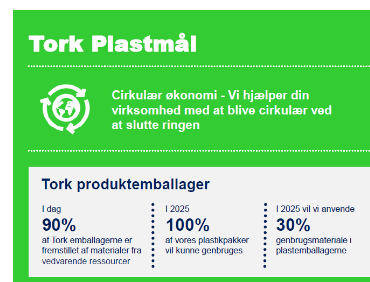 Tork Plastmål
Cirkulær økonomi - Vi hjælper din
virksomhed med at blive cirkulær ved
at slutte ringen
Tork produktemballager
I dag
90%
af Tork emballagerne er
fremstillet af materialer fra
vedvarende ressourcer
I 2025
100%
af vores plastikpakker
vil kunne genbruges
I 2025 vil vi anvende
30%
genbrugsmateriale i
plastemballagerne